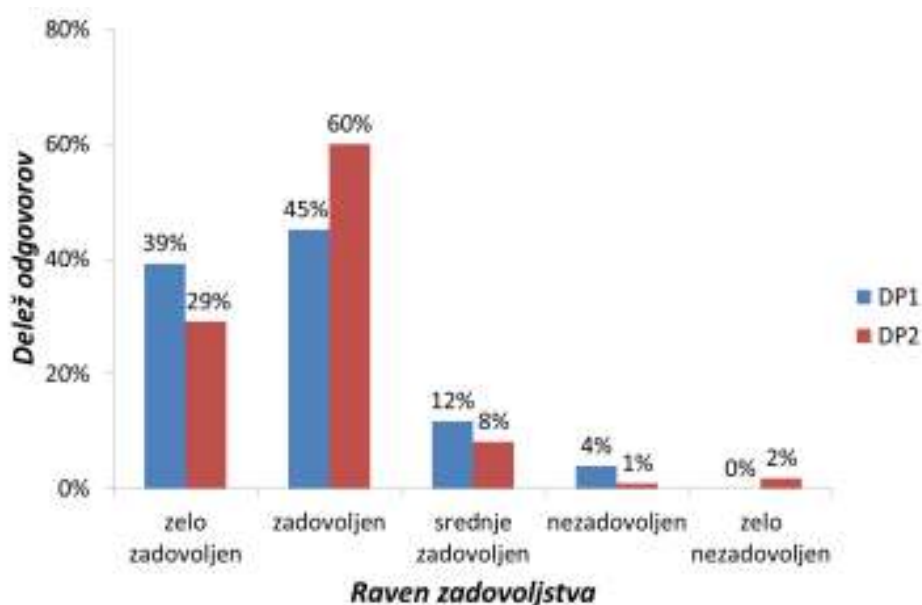 80%
60%
40%
20%
0%
Delež odgovorov
39%
29%
45%
60%
12%
8%
4%
1%
0%
2%
zelo
zadovoljen
zadovoljen
srednje
zadovoljen
nezadovoljen
zelo
nezadovoljen
Raven zadovoljstva
DP1
DP2